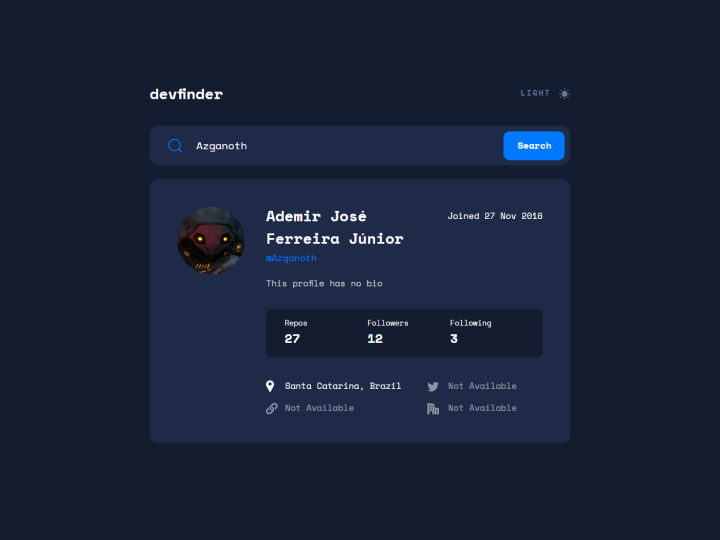 devfinder
LIGHT
Azganoth
Search
Ademir José
Ferreira Júnior
Joined 27 Nov 2016
@Azganoth
This profile has no bio
Repos
Followers
Following
27
12
3
Santa Catarina, Brazil
Not Available
Not Available
Not Available